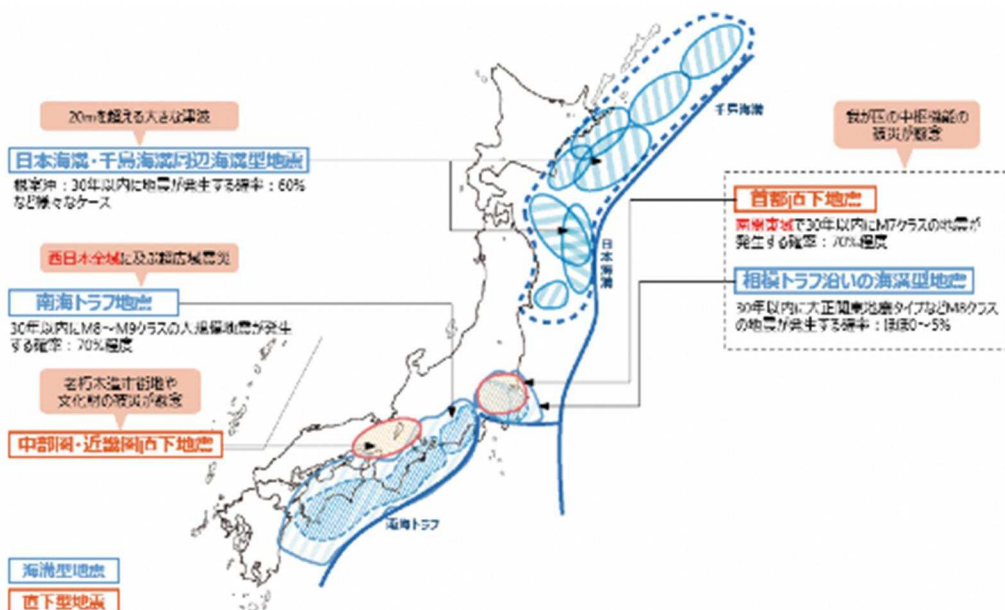 20mを超える大きな津波
日本海溝・千島海溝周辺海溝型地震
根室沖：30年以内に地震が発生する確率：60%
など様々なケース
西日本全域に及ぶ超広域震災
南海トラフ地震
30年以内にM8～M9クラスの大規模地震が発生
する確率：70%程度
老朽木造市街地や
文化財の被災が懸念
中部圏・近畿圏直下地震
海溝型地震
直下型地震
千島海溝
日本海溝
南海トラフ
我が国の中枢機能の
被災が懸念
首都直下地震
南関東域で30年以内にM7クラスの地震が
発生する確率：70%程度
相模トラフ沿いの海溝型地震
30年以内に大正関東地震タイプなどM8クラス
の地震が発生する確率：ほぼ0～5%